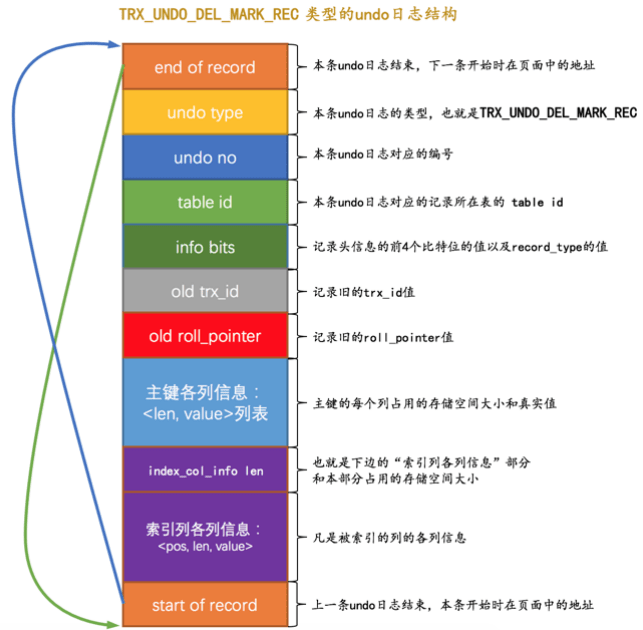 TRX_UNDO_DEL_MARK_REC 类型的undo日志结构
end of record
本条undo日志结束，下一条开始时在页面中的地址
undo type
本条undo日志的类型，也就是TRX_UNDO_DEL_MARK_REC
undo no
本条undo日志对应的编号
table id
本条undo日志对应的记录所在表的 table id
info bits
记录头信息的前4个比特位的值以及record_type的值
old trx_id
记录旧的trx_id值
old roll_pointer
记录旧的roll_pointer值
主键各列信息：
<len, value>列表
主键的每个列占用的存储空间大小和真实值
index_col_info len
也就是下边的“索引列各列信息”部分
和本部分占用的存储空间大小
索引列各列信息：
<pos, len, value>
凡是被索引的列的各列信息
start of record
上一条undo日志结束，本条开始时在页面中的地址